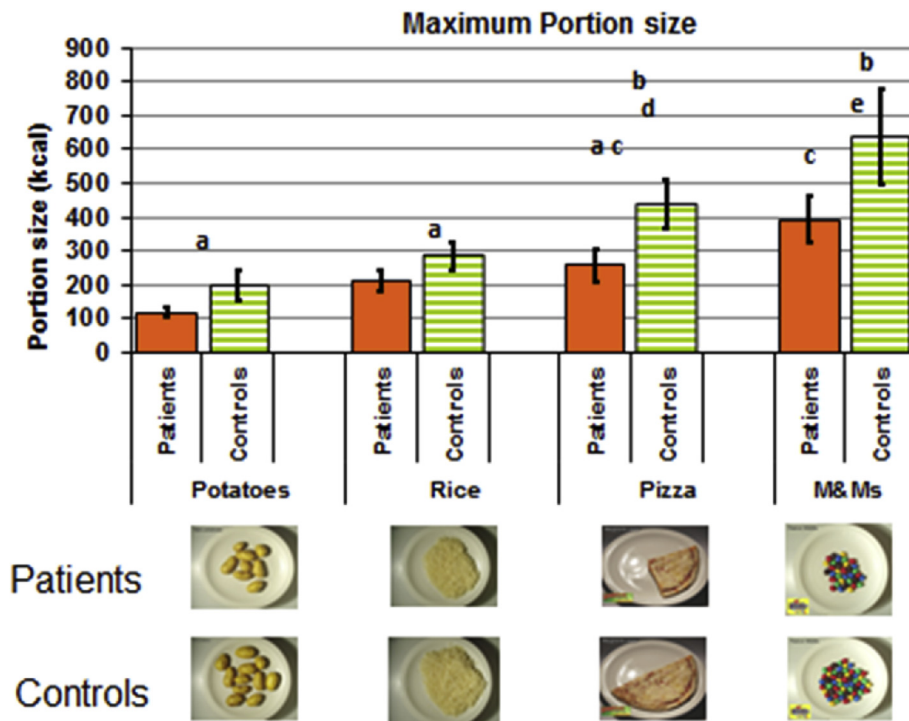 Maximum Portion size
Portion size (kcal)
900
800
700
600
500
400
300
200
100
0
a
a
a c
b
d
c
b
e
Patients
Controls
Patients
Controls
Patients
Controls
Patients
Controls
Potatoes
Rice
Pizza
M&Ms
Patients
Controls